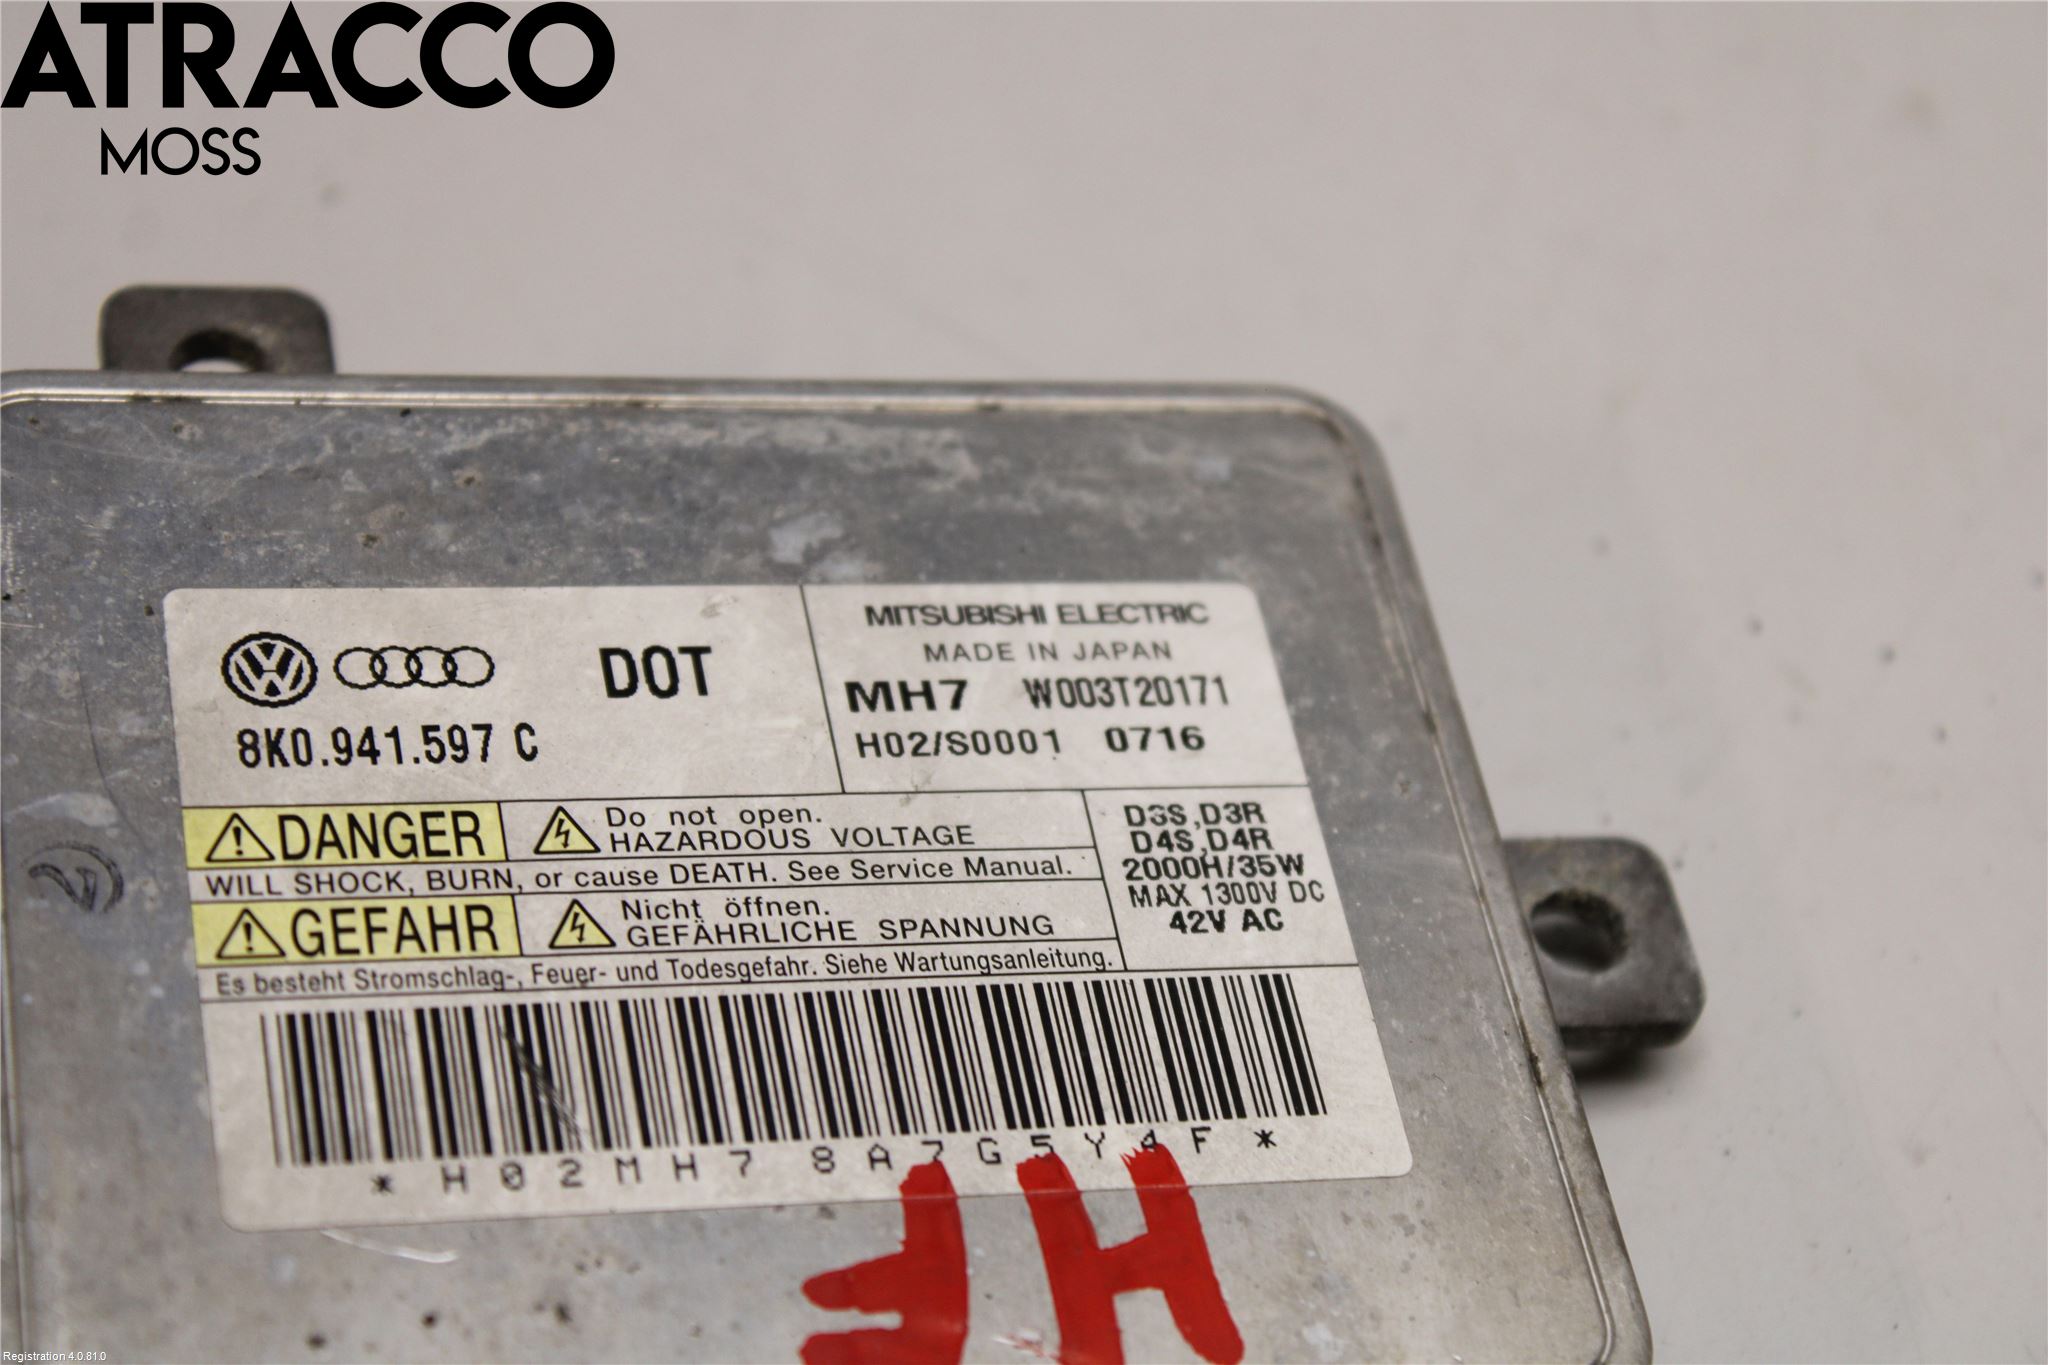 ATRACCO
MOSS
DOT
8K0.941.597 C
MITSUBISHI ELECTRIC
MADE IN JAPAN
MH7 W003T20171
H02/S0001 0716
DANGER
Do not open.
HAZARDOUS VOLTAGE
WILL SHOCK, BURN, or cause DEATH. See Service Manual.
GEFAHR
Nicht öffnen.
GEFÄHRLICHE SPANNUNG
Es besteht Stromschlag-, Feuer- und Todesgefahr. Siehe Wartungsanleitung.
D3S,D3R
D4S,D4R
2000H/35W
MAX 1300V DC
42V AC
*H02MH78A7G5Y4F*
Registration 4.0.81.0